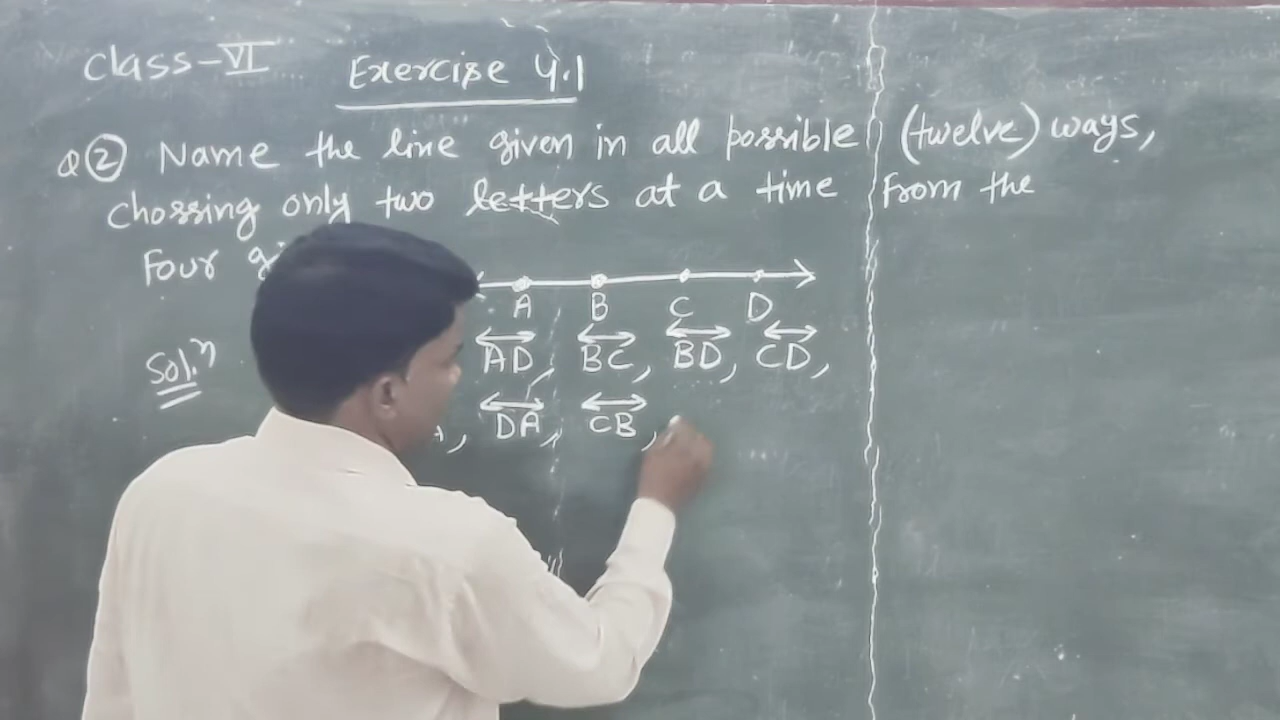 Class-VI Exercise 4.1
Q② Name the line given in all possible (twelve) ways,
chossing only two letters at a time from the
Four
A B C D
Sol.n AD, BC, BD, CD,
DA, CB,